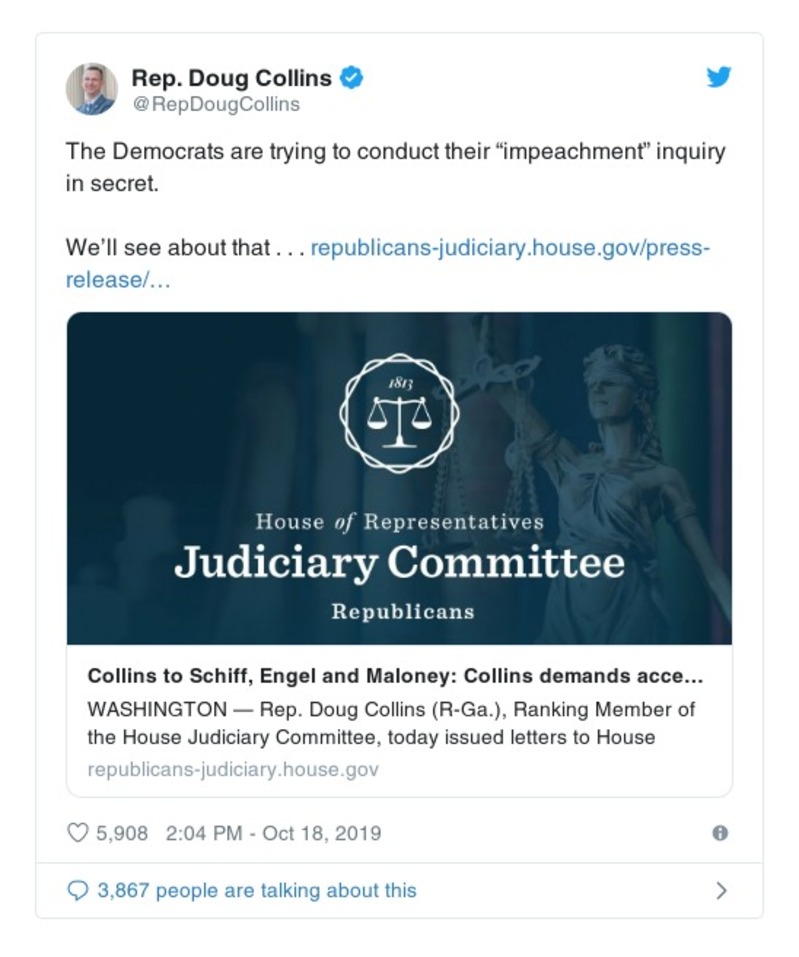 Rep. Doug Collins
@RepDougCollins
The Democrats are trying to conduct their “impeachment” inquiry
in secret.
We’ll see about that . . . republicans-judiciary.house.gov/press-
release/…
1813
House of Representatives
Judiciary Committee
Republicans
Collins to Schiff, Engel and Maloney: Collins demands acce...
WASHINGTON — Rep. Doug Collins (R-Ga.), Ranking Member of
the House Judiciary Committee, today issued letters to House
republicans-judiciary.house.gov
5,908 2:04 PM - Oct 18, 2019
3,867 people are talking about this